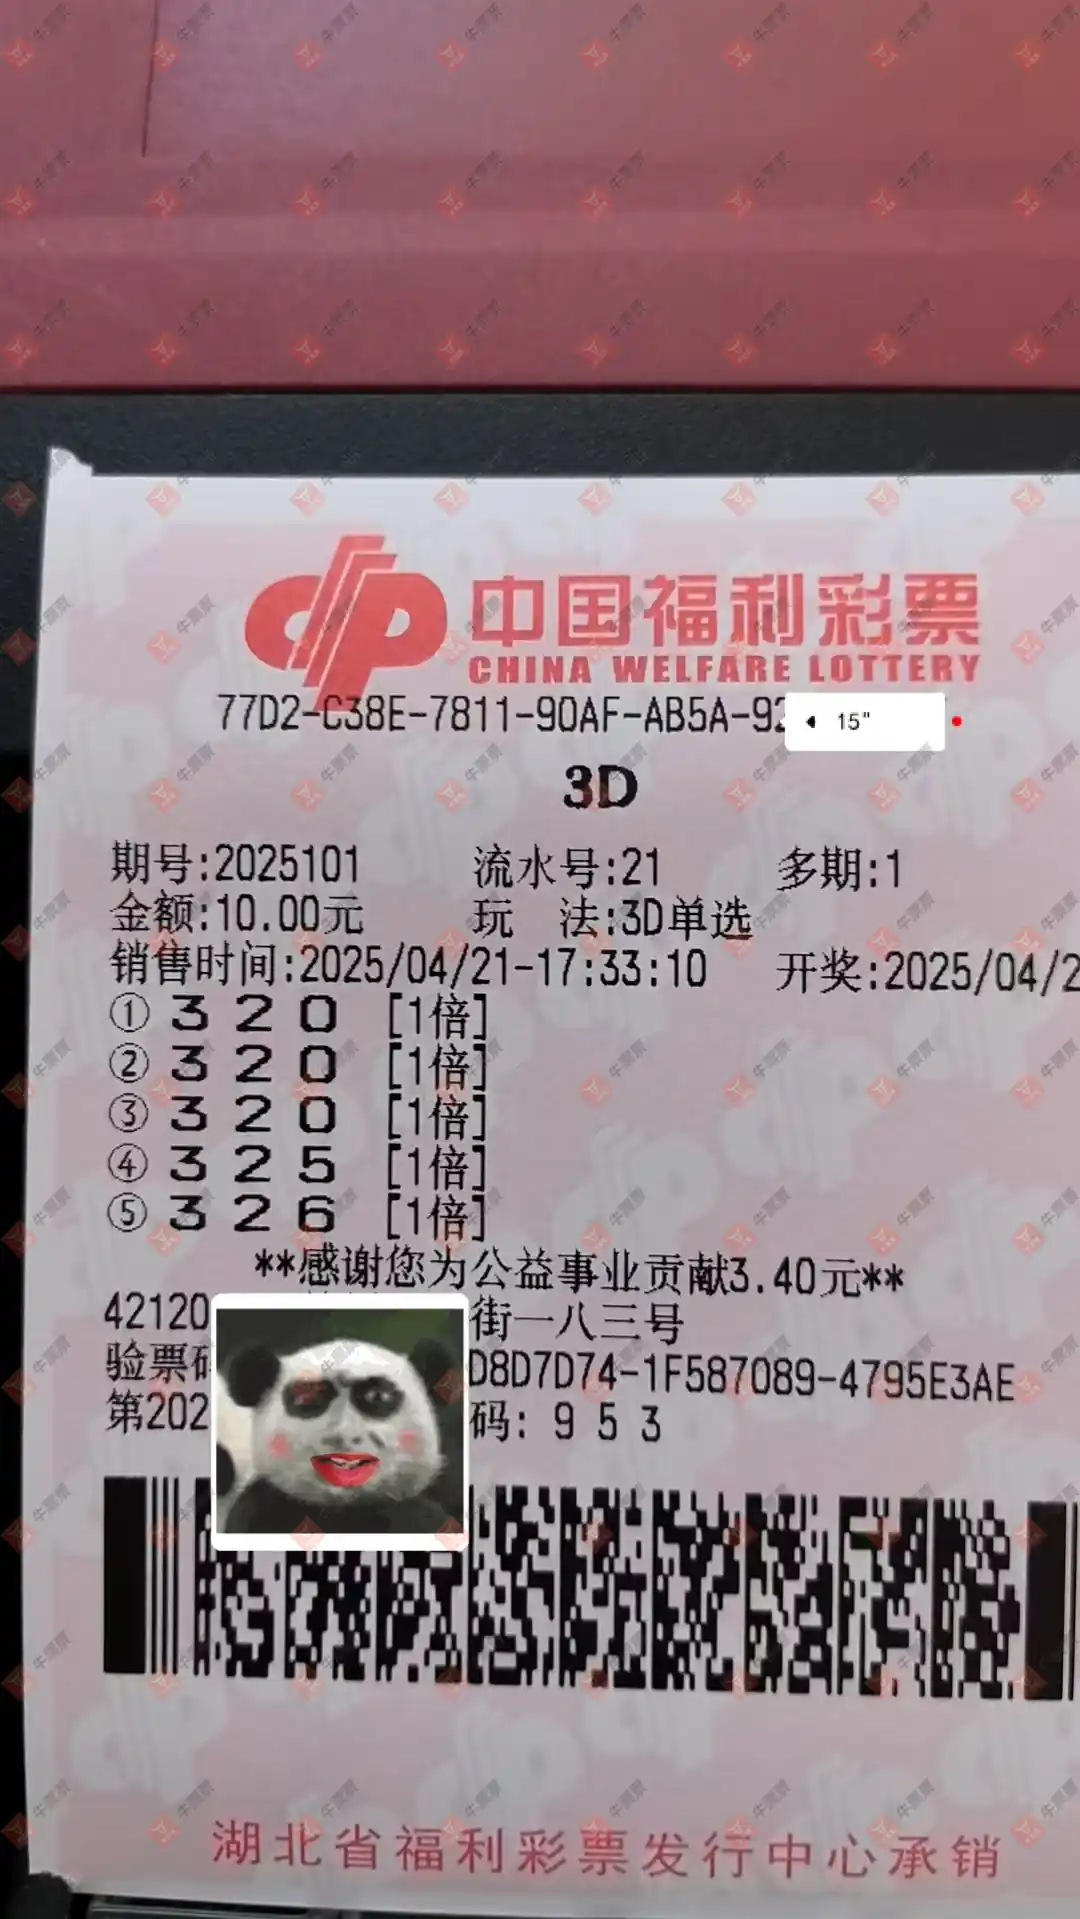 中国福利彩票
CHINA WELFARE LOTTERY
77D2-C38E-7811-90AF-AB5A-92
15"
3D
期号:2025101 流水号:21 多期:1
金额:10.00元 玩 法:3D单选
销售时间:2025/04/21-17:33:10 开奖:2025/04/2
① 3 2 0 [1倍]
② 3 2 0 [1倍]
③ 3 2 0 [1倍]
④ 3 2 5 [1倍]
⑤ 3 2 6 [1倍]
**感谢您为公益事业贡献3.40元**
42120 街一八三号
验票码 D8D7D74-1F587089-4795E3AE
第202 码: 9 5 3
湖北省福利彩票发行中心承销